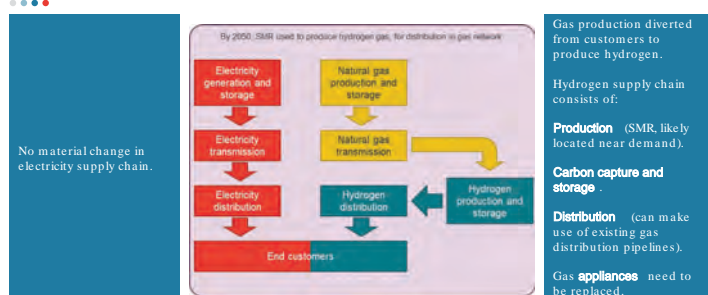 No material change in
electricity supply chain.
By 2050, SMR used to produce hydrogen gas, for distribution in gas network
Electricity
generation and
storage
Natural gas
production and
storage
Electricity
transmission
Natural gas
transmission
Electricity
distribution
Hydrogen
distribution
Hydrogen
production and
storage
End customers
Gas production diverted
from customers to
produce hydrogen.
Hydrogen supply chain
consists of:
Production (SMR, likely
located near demand).
Carbon capture and
storage .
Distribution (can make
use of existing gas
distribution pipelines).
Gas appliances need to
be replaced.